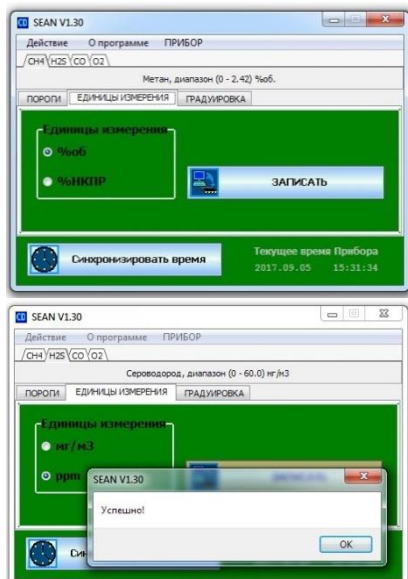 SEAN V1.30
Действие О программе ПРИБОР
CH4 H2S CO O2
Метан, диапазон (0 - 2.42) %об.
ПОРОГИ ЕДИНИЦЫ ИЗМЕРЕНИЯ ГРАДУИРОВКА
Единицы измерения
%об
%НКПР
ЗАПИСАТЬ
Синхронизировать время
Текущее время Прибора
2017.09.05 15:31:34
SEAN V1.30
Действие О программе ПРИБОР
CH4 H2S CO O2
Сероводород, диапазон (0 - 60.0) мг/м3
ПОРОГИ ЕДИНИЦЫ ИЗМЕРЕНИЯ ГРАДУИРОВКА
Единицы измерения
мг/м3
ppm
SEAN V1.30
Успешно!
OK